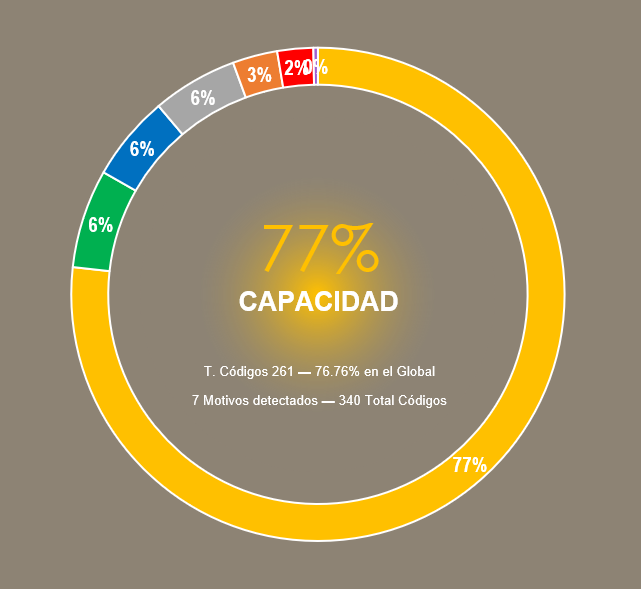 2%
0%
3%
6%
6%
6%
77%
CAPACIDAD
T. Códigos 261 — 76.76% en el Global
7 Motivos detectados — 340 Total Códigos
77%